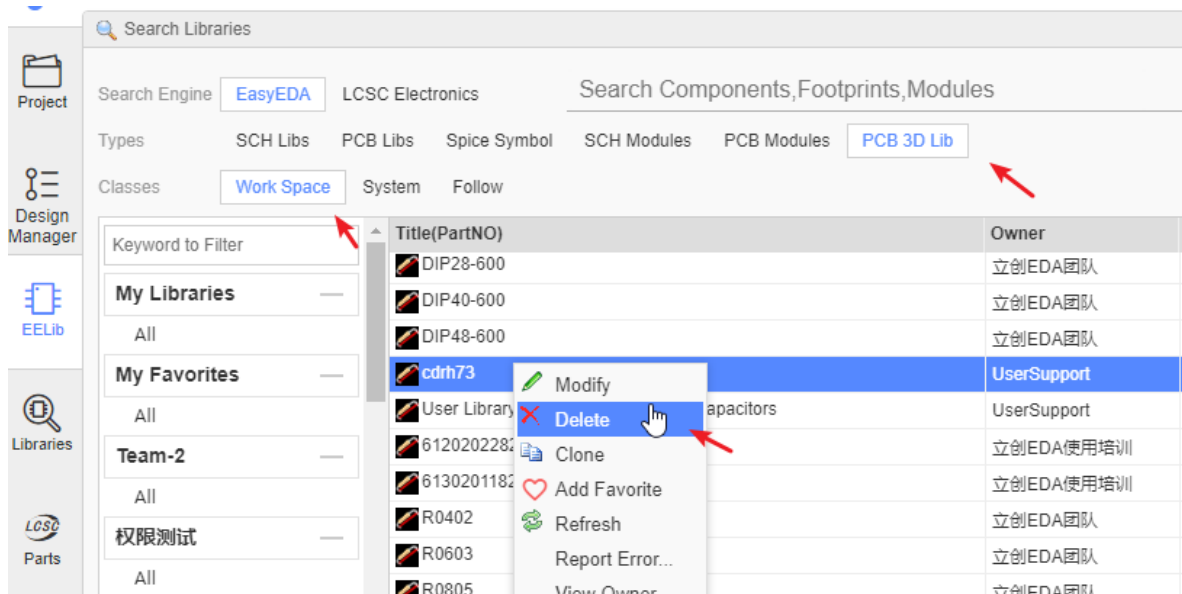 Search Libraries
Project
Search Engine EasyEDA LCSC Electronics Search Components,Footprints,Modules
Types SCH Libs PCB Libs Spice Symbol SCH Modules PCB Modules PCB 3D Lib
Classes Work Space System Follow
Design
Manager
EELib
Libraries
LCSC
Parts
Keyword to Filter
My Libraries
All
My Favorites
All
Team-2
All
权限测试
All
Title(PartNO) Owner
DIP28-600 立创EDA团队
DIP40-600 立创EDA团队
DIP48-600 立创EDA团队
cdrh73 UserSupport
User Library apacitors UserSupport
612020228 立创EDA使用培训
613020118 立创EDA使用培训
R0402 立创EDA团队
R0603 立创EDA团队
R0805 立创EDA团队
Modify
Delete
Clone
Add Favorite
Refresh
Report Error...
View Owner